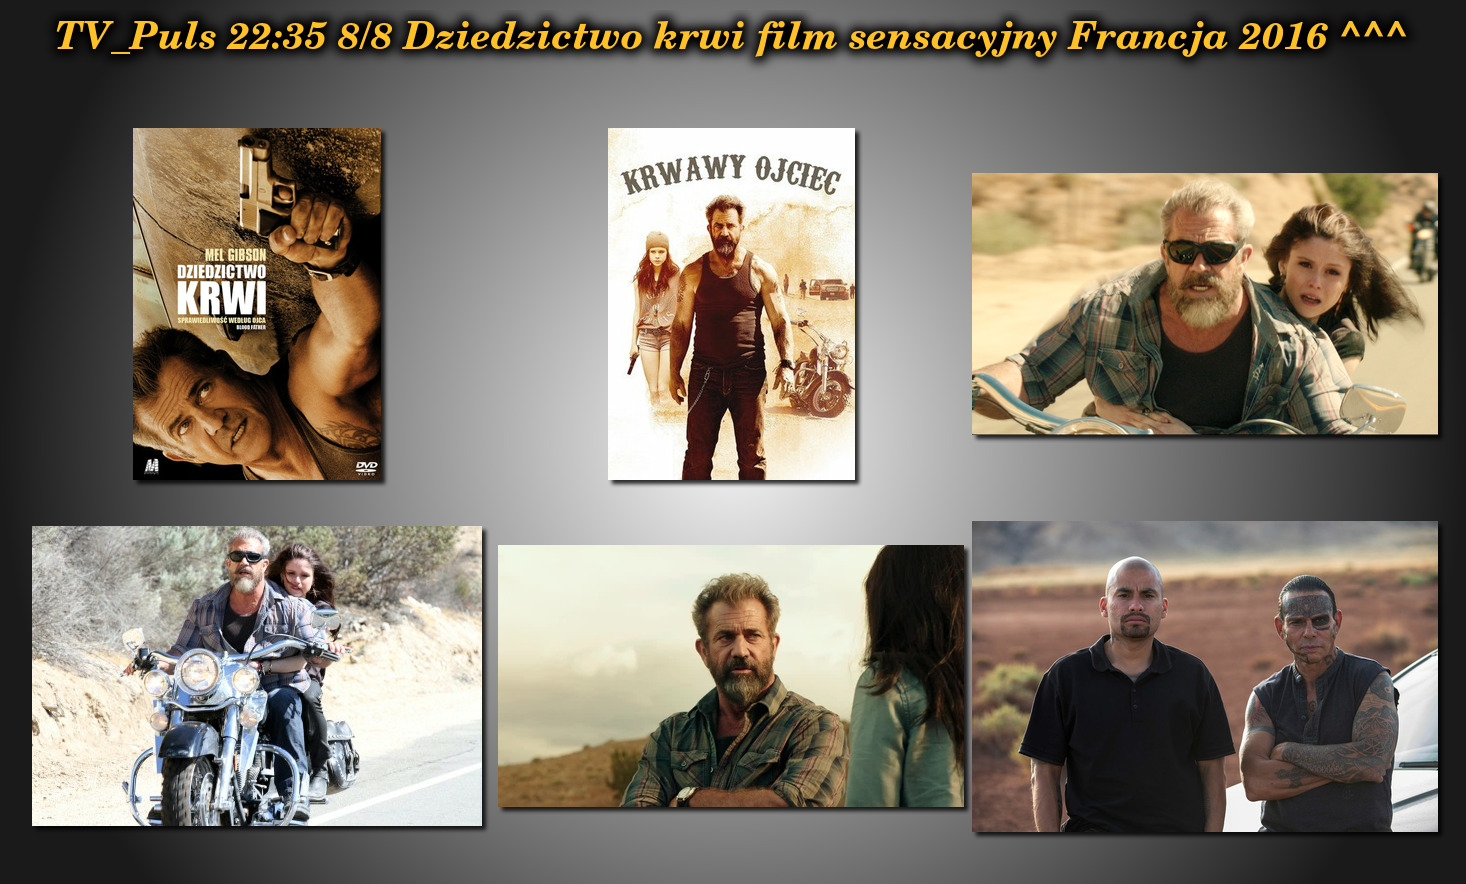 TV_Puls 22:35 8/8 Dziedzictwo krwi film sensacyjny Francja 2016 ^^^
MEL GIBSON
DZIEDZICTWO
KRWI
SPRAWIEDLIWOŚĆ WEDŁUG OJCA
BLOOD FATHER
DVD
VIDEO
KRWAWY OJCIEC